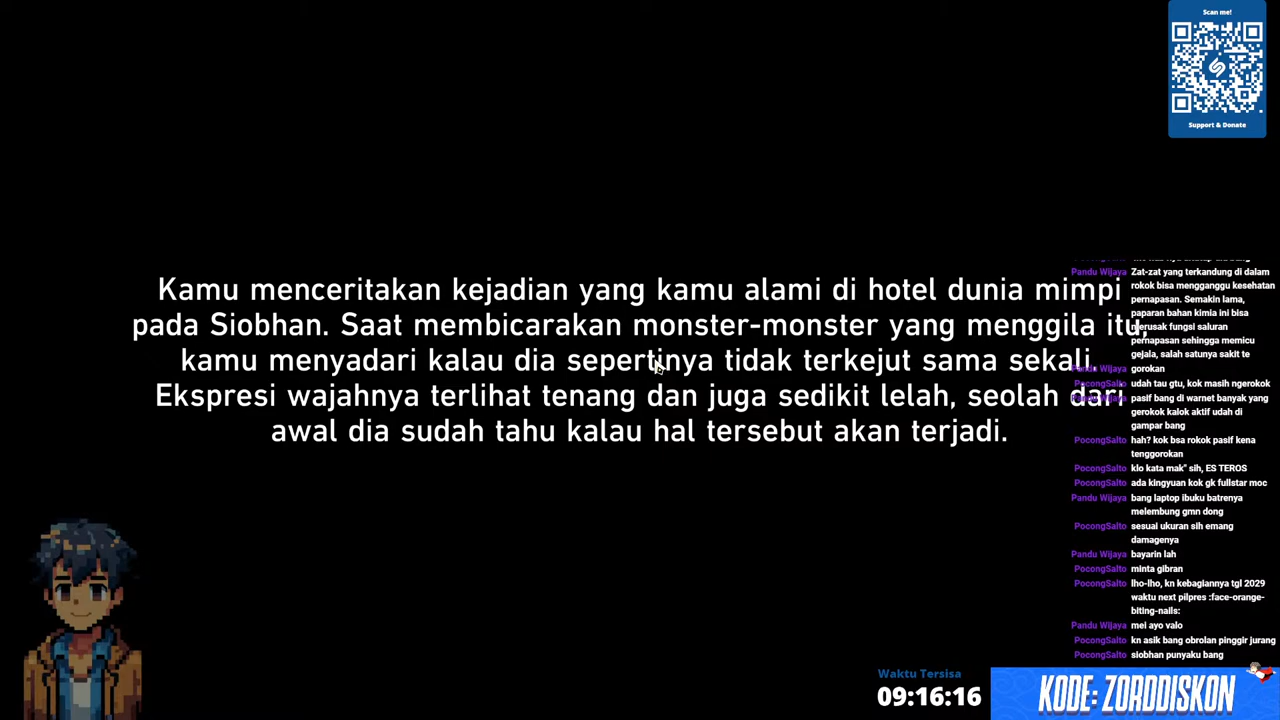 Scan me!
Support & Donate
Kamu menceritakan kejadian yang kamu alami di hotel dunia mimpi
pada Siobhan. Saat membicarakan monster-monster yang menggila itu,
kamu menyadari kalau dia sepertinya tidak terkejut sama sekali.
Ekspresi wajahnya terlihat tenang dan juga sedikit lelah, seolah dari
awal dia sudah tahu kalau hal tersebut akan terjadi.
Pandu Wijaya Zat-zat yang terkandung di dalam
rokok bisa mengganggu kesehatan
pernapasan. Semakin lama,
paparan bahan kimia ini bisa
merusak fungsi saluran
pernapasan sehingga memicu
gejala, salah satunya sakit te
Pandu Wijaya gorokan
PocongSalto udah tau gtu, kok masih ngerokok
Pandu Wijaya pasif bang di warnet banyak yang
gerokok kalok aktif udah di
gampar bang
PocongSalto hah? kok bsa rokok pasif kena
tenggorokan
PocongSalto klo kata mak" sih, ES TEROS
PocongSalto ada kingyuan kok gk fullstar moc
Pandu Wijaya bang laptop ibuku batrenya
melembung gmn dong
PocongSalto sesuai ukuran sih emang
damagenya
Pandu Wijaya bayarin lah
PocongSalto minta gibran
PocongSalto lho-lho, kn kebagiannya tgl 2029
waktu next pilpres :face-orange-
biting-nails:
Pandu Wijaya mei ayo valo
PocongSalto kn asik bang obrolan pinggir jurang
PocongSalto siobhan punyaku bang
Waktu Tersisa
09:16:16
KODE: ZORDDISKON